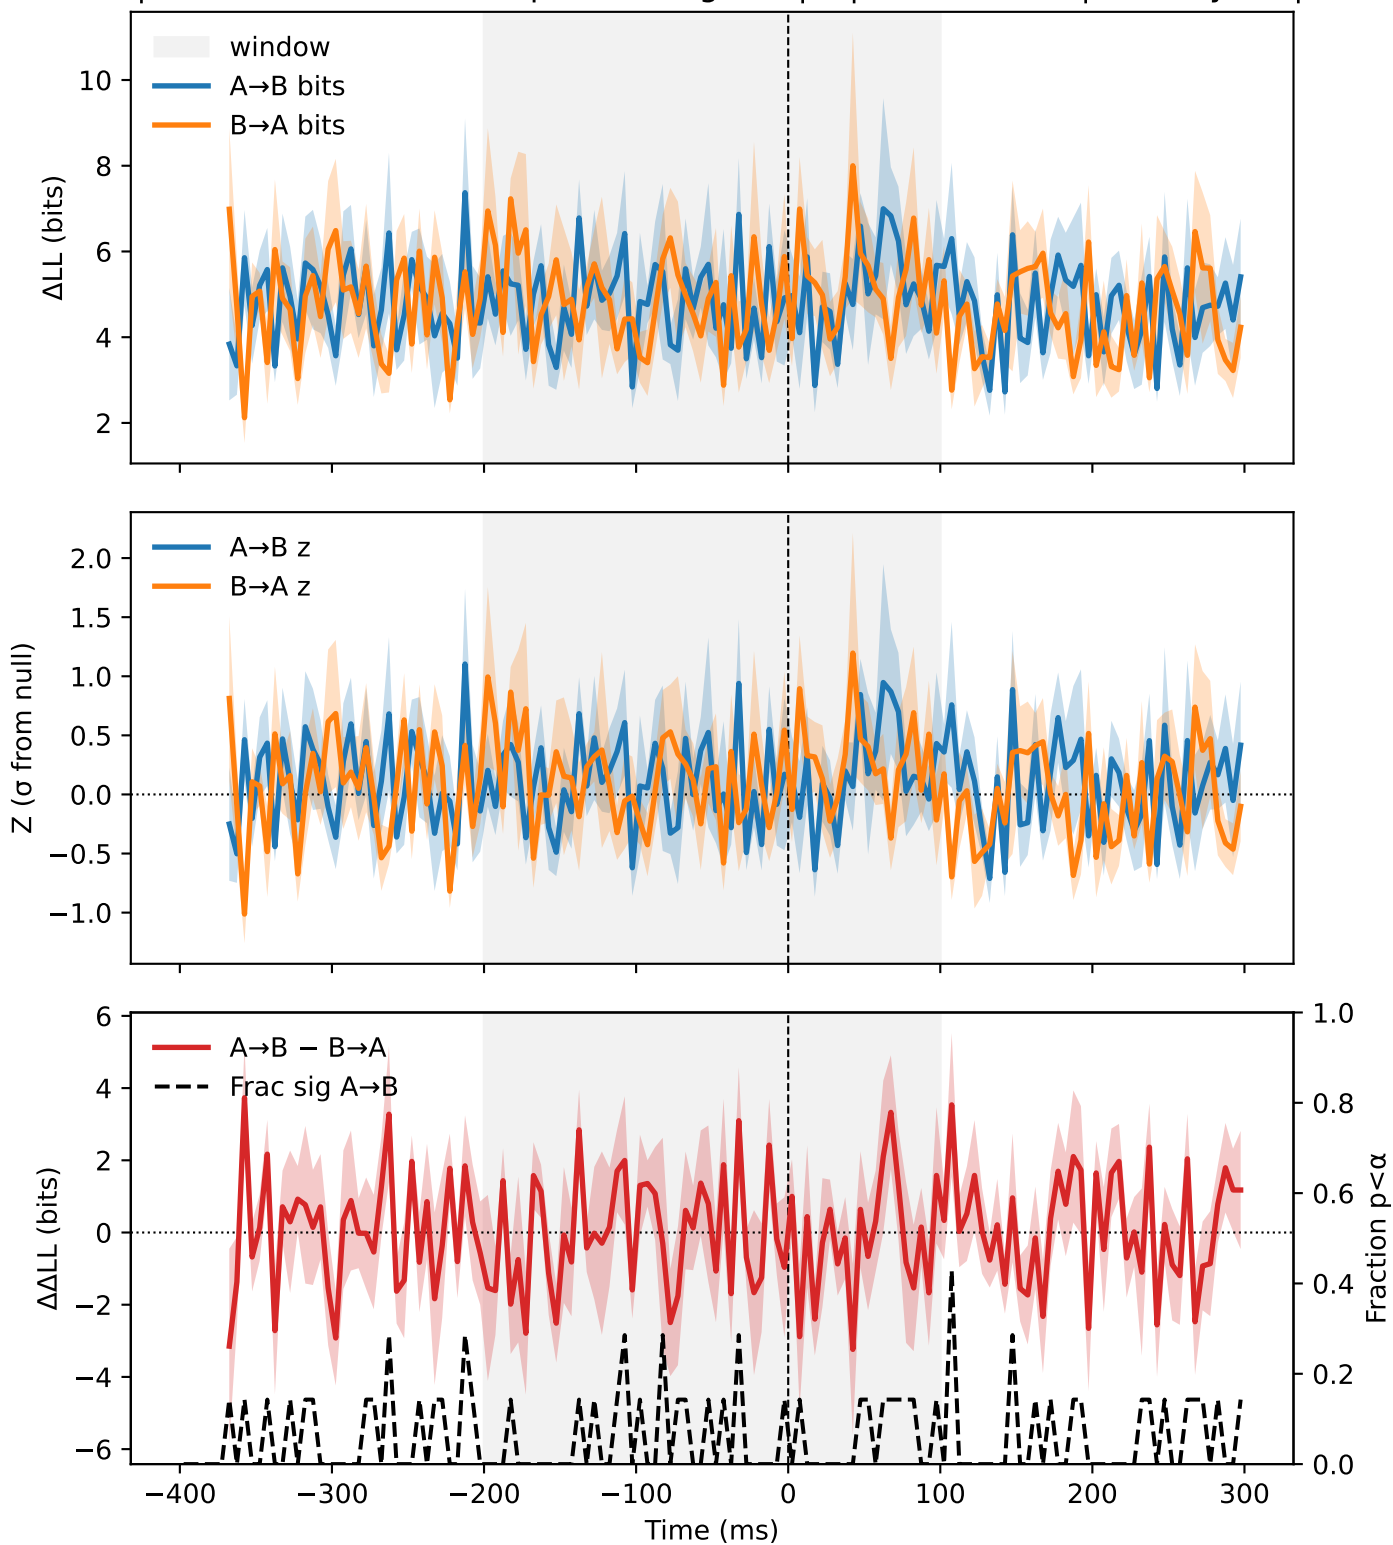 window
A→B bits
B→A bits
10
8
6
4
2
ΔLL (bits)
A→B z
B→A z
2.0
1.5
1.0
0.5
0.0
−0.5
−1.0
Z (σ from null)
A→B − B→A
Frac sig A→B
6
4
2
0
−2
−4
−6
ΔΔLL (bits)
1.0
0.8
0.6
0.4
0.2
0.0
Fraction p<α
−400 −300 −200 −100 0 100 200 300
Time (ms)